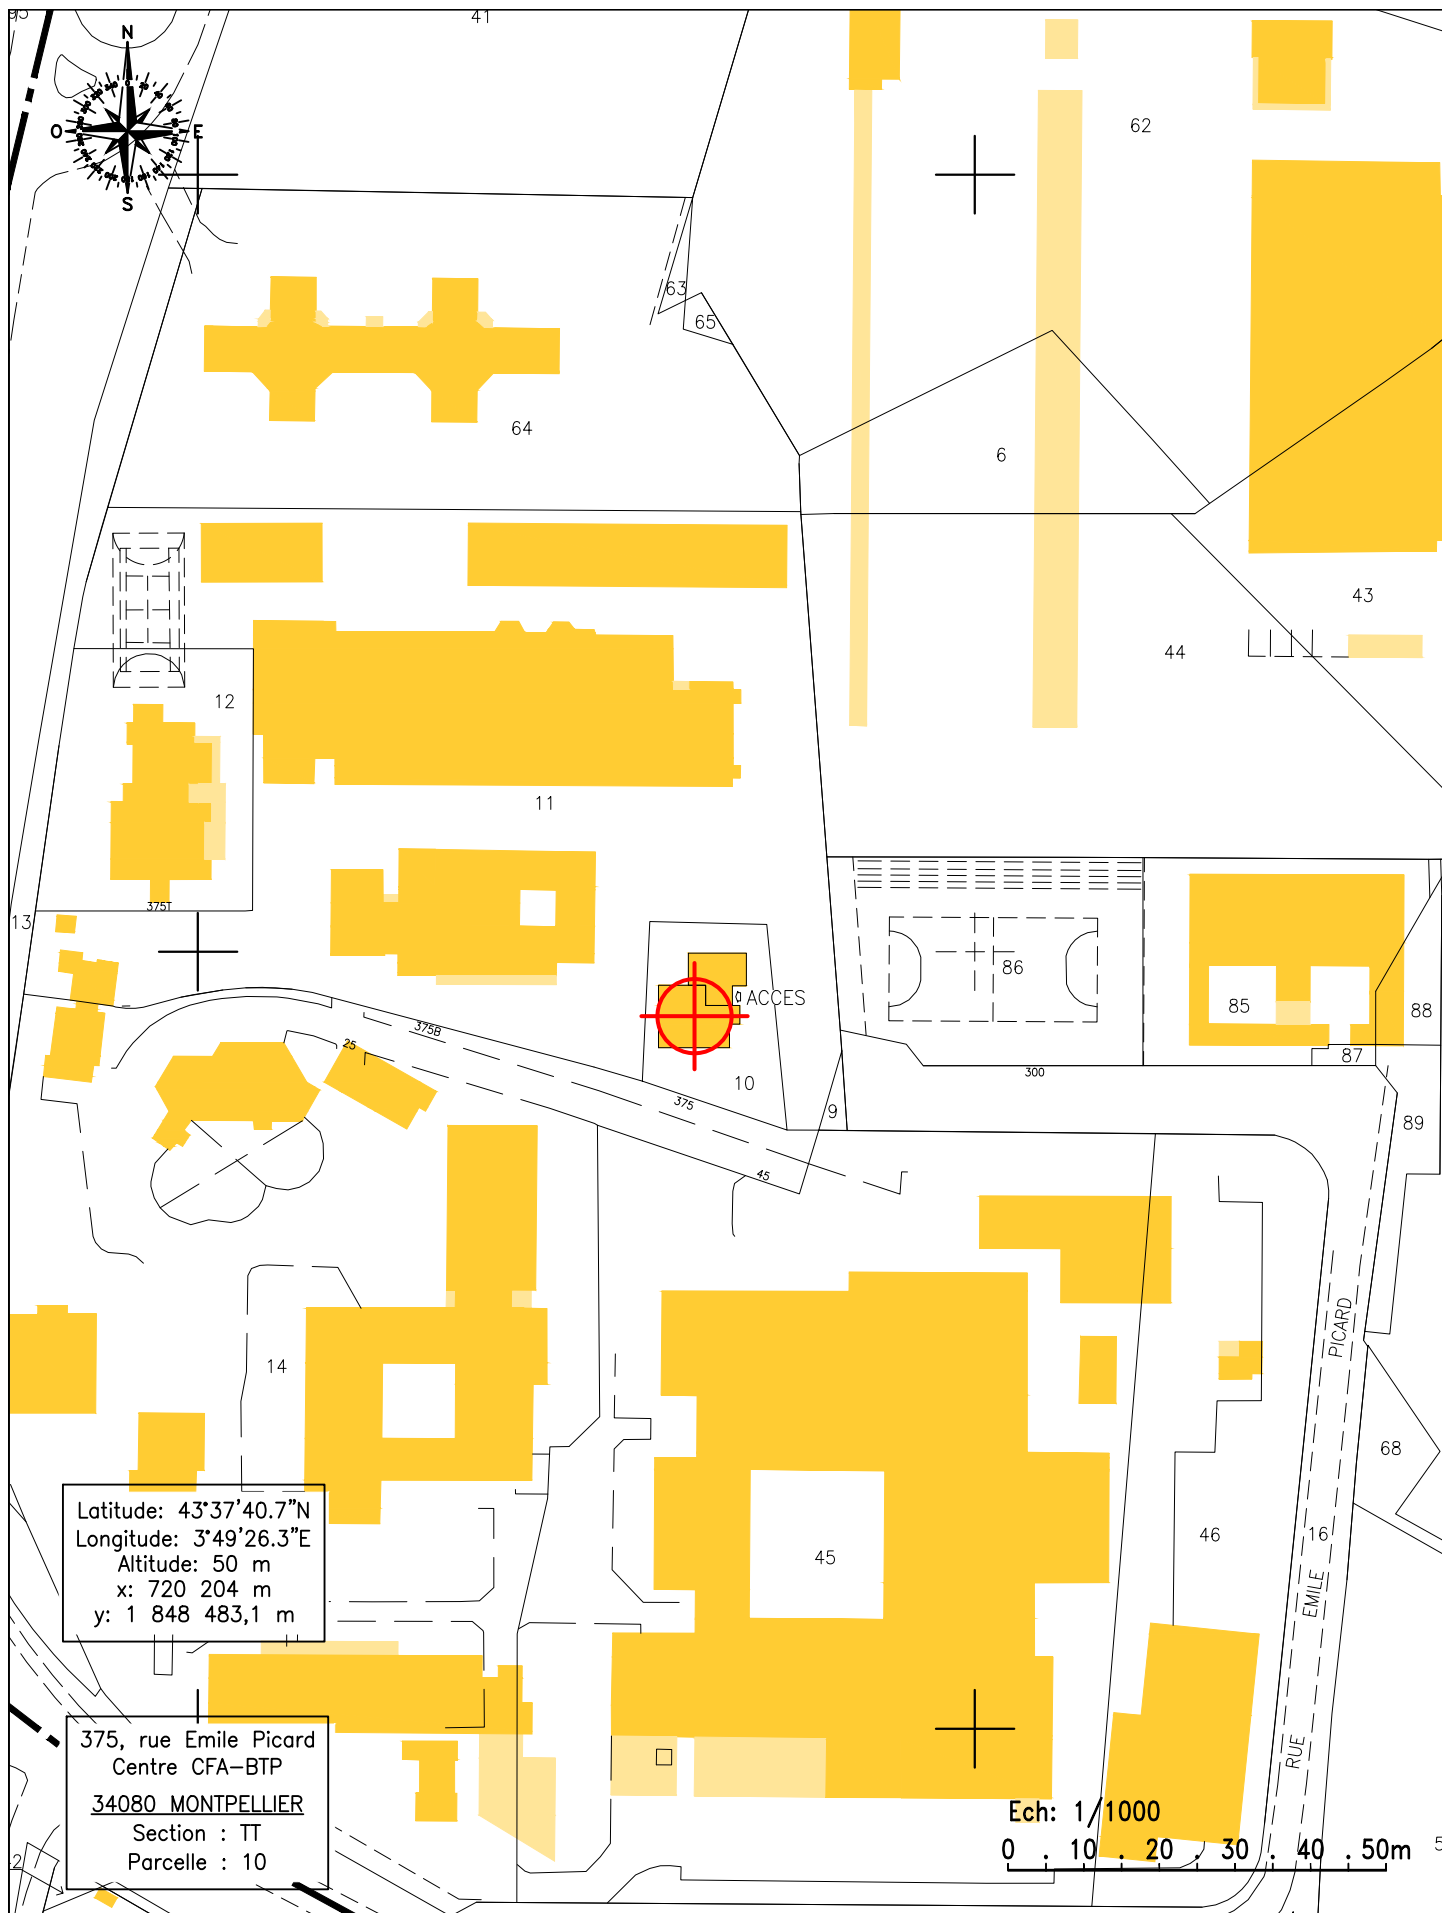 41
N
O
E
S
62
63
65
64
6
43
44
12
11
375T
13
86
ACCES
85
88
375B
25
87
10
300
375
9
89
45
PICARD
14
68
Latitude: 43°37'40.7"N
Longitude: 3°49'26.3"E
Altitude: 50 m
x: 720 204 m
y: 1 848 483,1 m
46
16
45
EMILE
RUE
375, rue Emile Picard
Centre CFA-BTP
34080 MONTPELLIER
Section : TT
Parcelle : 10
Ech: 1/1000
0 . 10 . 20 . 30 . 40 . 50m